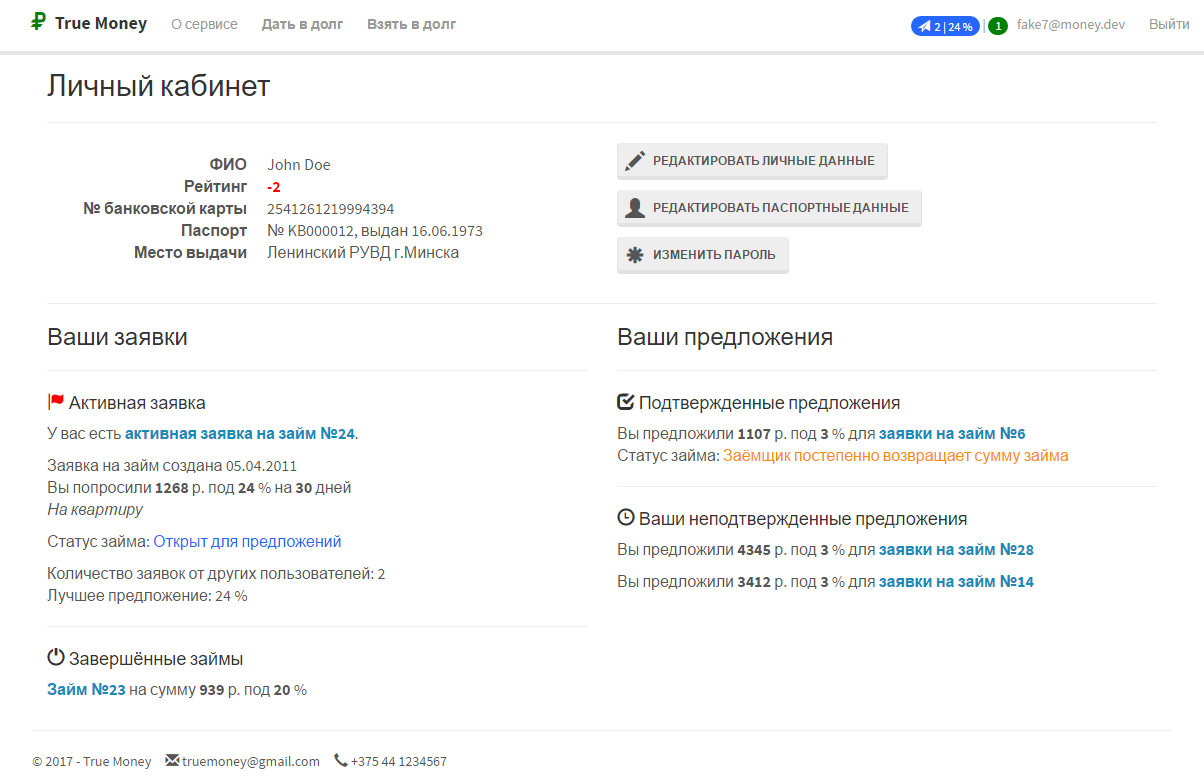 True Money О сервисе Дать в долг Взять в долг 2 | 24 % | 1 fake7@money.dev Выйти
Личный кабинет
ФИО John Doe
Рейтинг -2
№ банковской карты 2541261219994394
Паспорт № KB000012, выдан 16.06.1973
Место выдачи Ленинский РУВД г.Минска
РЕДАКТИРОВАТЬ ЛИЧНЫЕ ДАННЫЕ
РЕДАКТИРОВАТЬ ПАСПОРТНЫЕ ДАННЫЕ
ИЗМЕНИТЬ ПАРОЛЬ
Ваши заявки
Активная заявка
У вас есть активная заявка на займ №24.
Заявка на займ создана 05.04.2011
Вы попросили 1268 р. под 24 % на 30 дней
На квартиру
Статус займа: Открыт для предложений
Количество заявок от других пользователей: 2
Лучшее предложение: 24 %
Завершённые займы
Займ №23 на сумму 939 р. под 20 %
Ваши предложения
Подтвержденные предложения
Вы предложили 1107 р. под 3 % для заявки на займ №6
Статус займа: Заёмщик постепенно возвращает сумму займа
Ваши неподтвержденные предложения
Вы предложили 4345 р. под 3 % для заявки на займ №28
Вы предложили 3412 р. под 3 % для заявки на займ №14
© 2017 - True Money truemoney@gmail.com +375 44 1234567